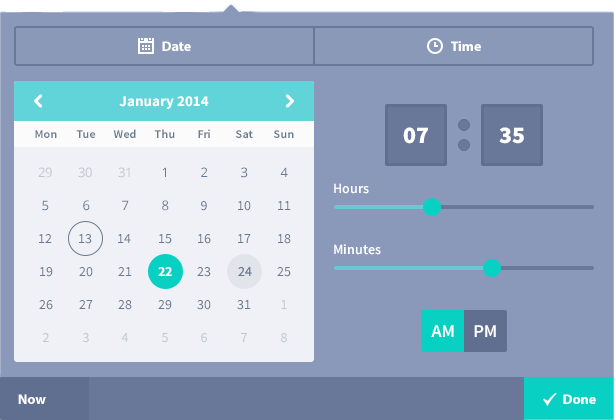 Date
Time
January 2014
Mon Tue Wed Thu Fri Sat Sun
29 30 31 1 2 3 4
5 6 7 8 9 10 11
12 13 14 15 16 17 18
19 20 21 22 23 24 25
26 27 28 29 30 31 1
2 3 4 5 6 7 8
07 : 35
Hours
Minutes
AM PM
Now
Done